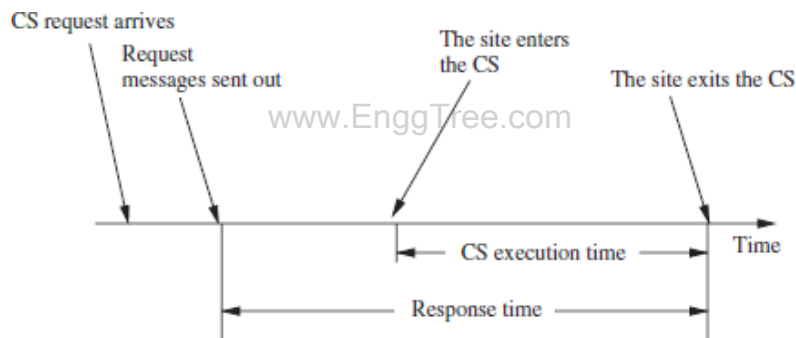 CS request arrives
Request
messages sent out
The site enters
the CS
The site exits the CS
www.EnggTree.com
Time
CS execution time
Response time